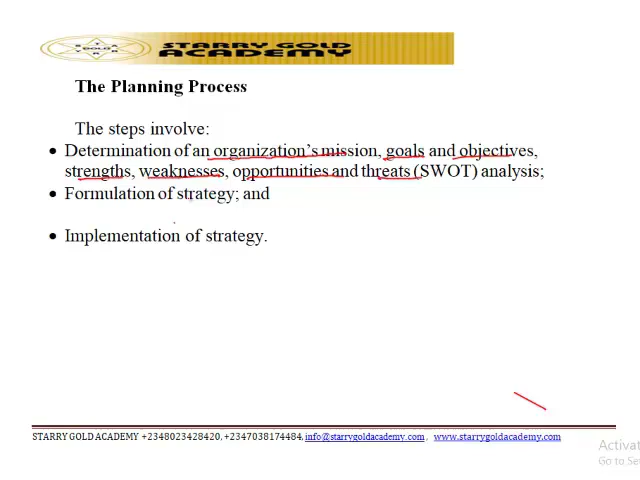 STARRY GOLD
ACADEMY
The Planning Process
The steps involve:
• Determination of an organization's mission, goals and objectives,
strengths, weaknesses, opportunities and threats (SWOT) analysis;
• Formulation of strategy; and
• Implementation of strategy.
STARRY GOLD ACADEMY +2348023428420, +2347038174484, info@starrygoldacademy.com , www.starrygoldacademy.com
Go to